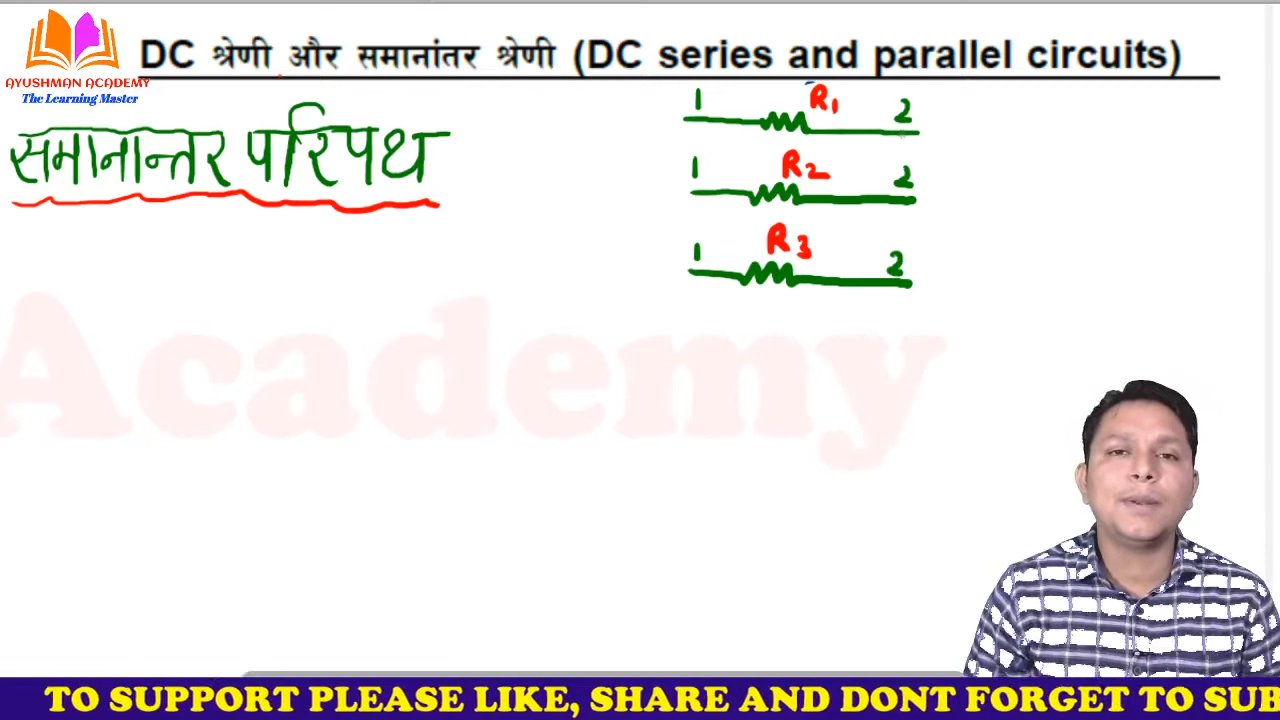 DC श्रेणी और समानांतर श्रेणी (DC series and parallel circuits)
AYUSHMAN ACADEMY
The Learning Master
समानान्तर परिपथ
1 R1 2
1 R2 2
1 R3 2
Academy
TO SUPPORT PLEASE LIKE, SHARE AND DONT FORGET TO SUB